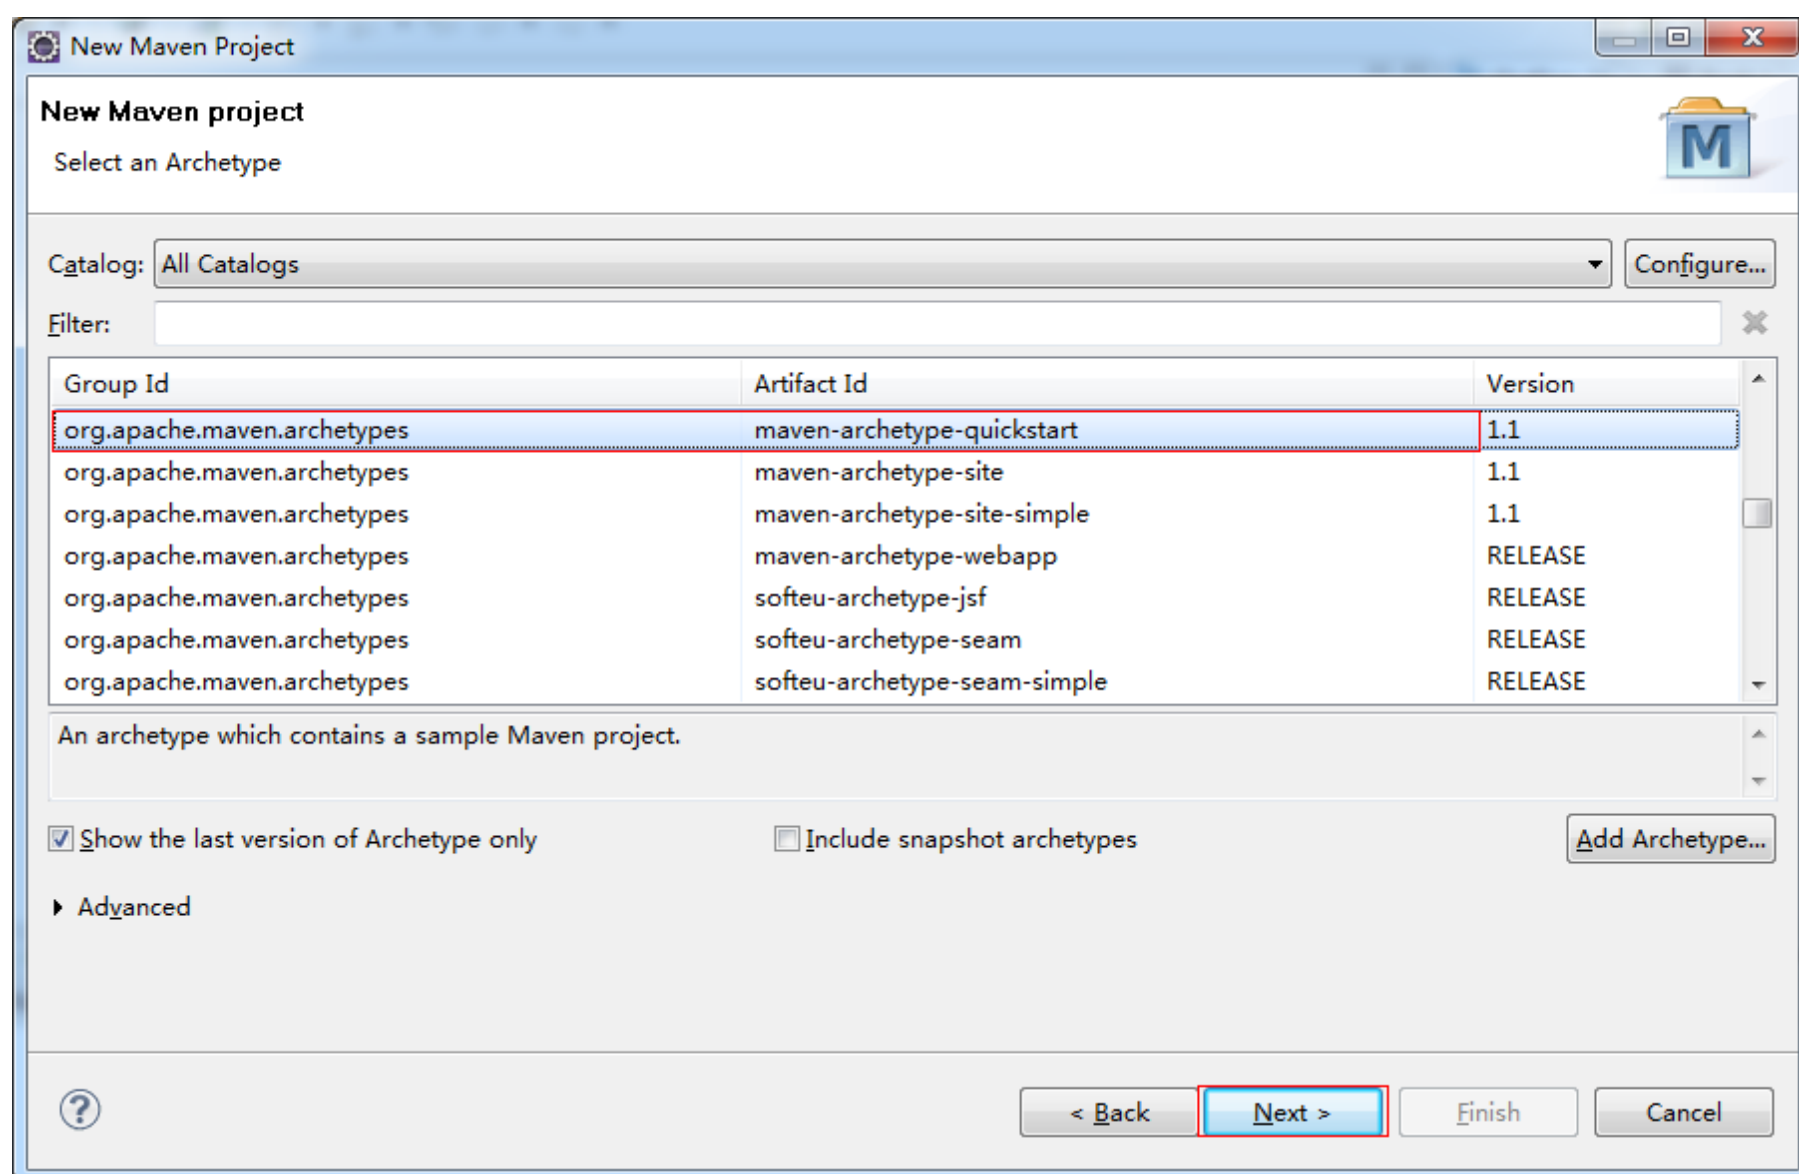 New Maven Project
New Maven project
Select an Archetype
Catalog: All Catalogs Configure...
Filter:
Group Id Artifact Id Version
org.apache.maven.archetypes maven-archetype-quickstart 1.1
org.apache.maven.archetypes maven-archetype-site 1.1
org.apache.maven.archetypes maven-archetype-site-simple 1.1
org.apache.maven.archetypes maven-archetype-webapp RELEASE
org.apache.maven.archetypes softeu-archetype-jsf RELEASE
org.apache.maven.archetypes softeu-archetype-seam RELEASE
org.apache.maven.archetypes softeu-archetype-seam-simple RELEASE
An archetype which contains a sample Maven project.
Show the last version of Archetype only Include snapshot archetypes Add Archetype...
Advanced
< Back Next > Finish Cancel